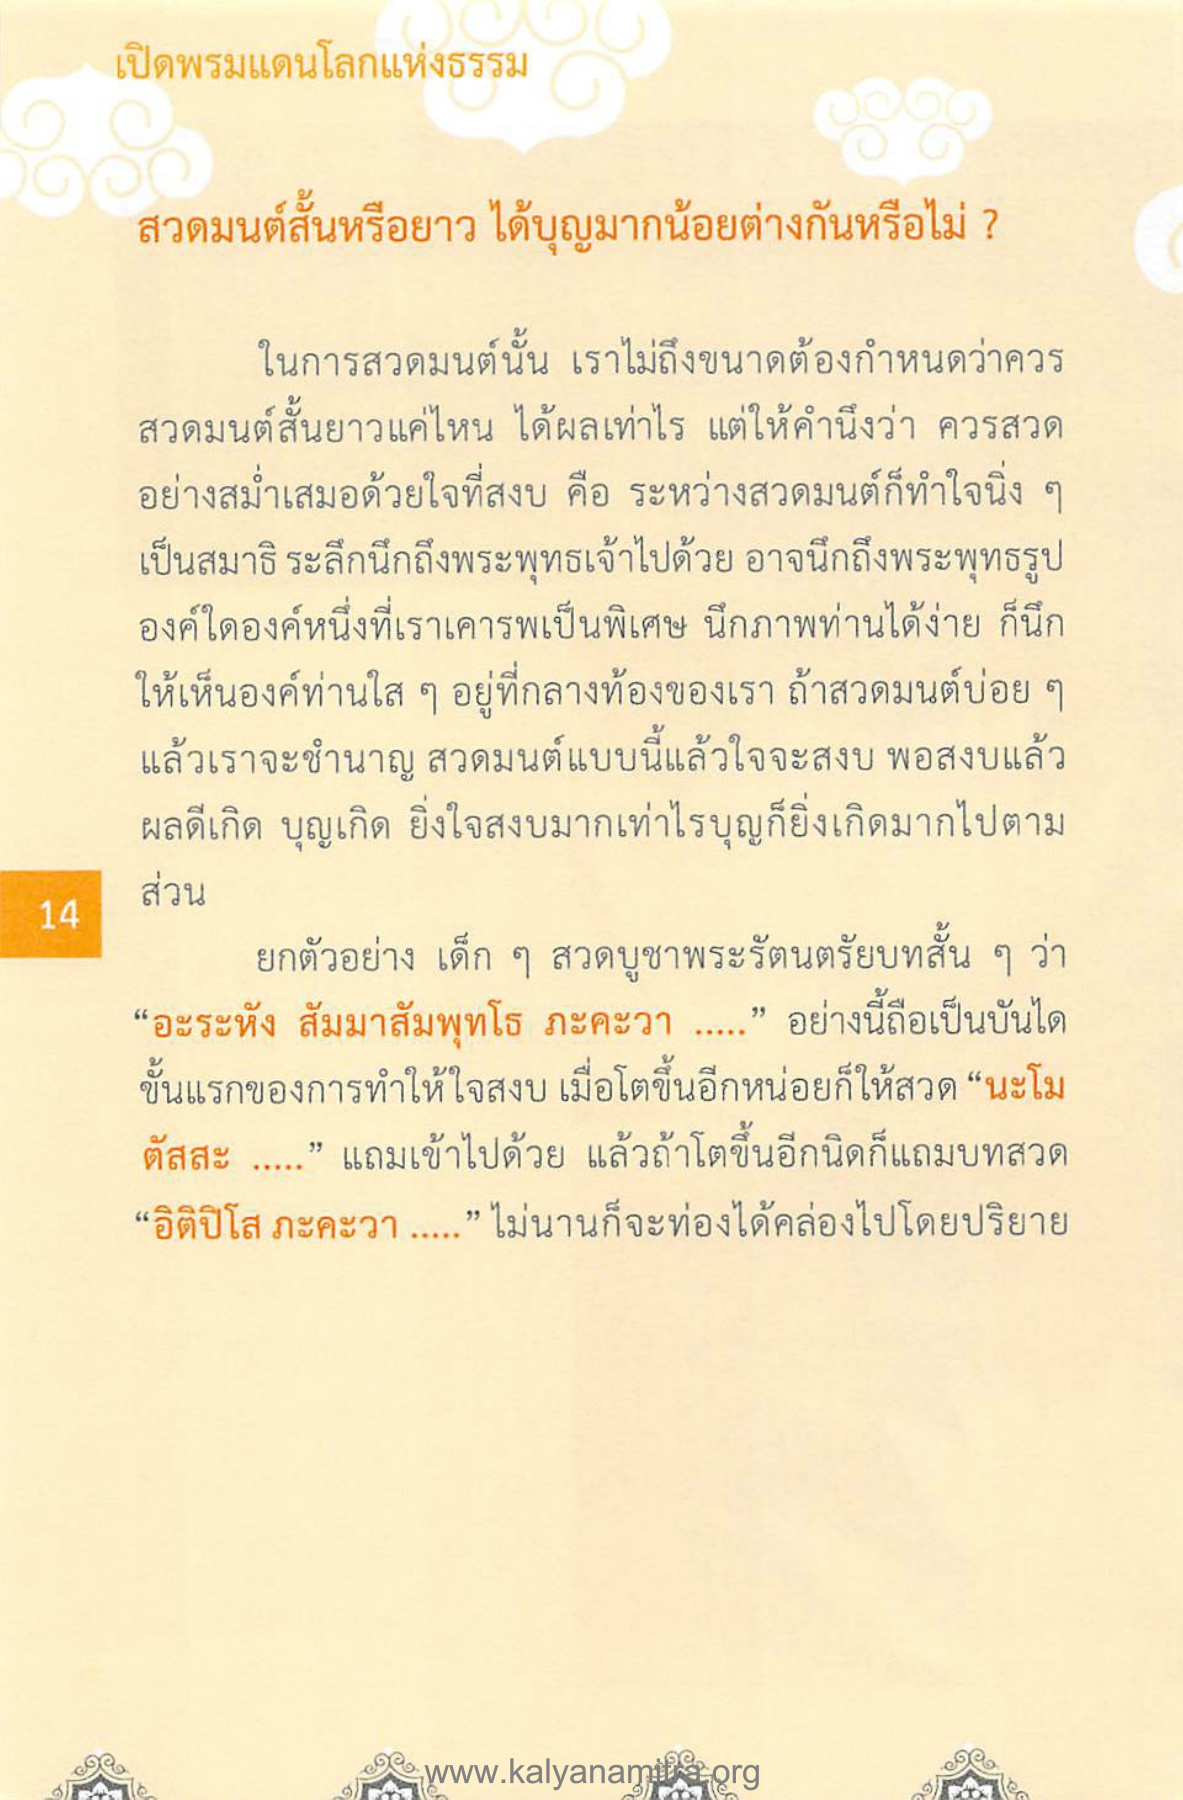 เปิดพรมแดนโลกแห่งธรรม
สวดมนต์สั้นหรือยาว ได้บุญมากน้อยต่างกันหรือไม่ ?
ในการสวดมนต์นั้น เราไม่ถึงขนาดต้องกำหนดว่าควร
สวดมนต์สั้นยาวแค่ไหน ได้ผลเท่าไร แต่ให้คำนึงว่า ควรสวด
อย่างสม่ำเสมอด้วยใจที่สงบ คือ ระหว่างสวดมนต์ก็ทำใจนิ่ง ๆ
เป็นสมาธิ ระลึกนึกถึงพระพุทธเจ้าไปด้วย อาจนึกถึงพระพุทธรูป
องค์ใดองค์หนึ่งที่เราเคารพเป็นพิเศษ นึกภาพท่านได้ง่าย ก็นึก
ให้เห็นองค์ท่านใส ๆ อยู่ที่กลางท้องของเรา ถ้าสวดมนต์บ่อย ๆ
แล้วเราจะชำนาญ สวดมนต์แบบนี้แล้วใจจะสงบ พอสงบแล้ว
ผลดีเกิด บุญเกิด ยิ่งใจสงบมากเท่าไรบุญก็ยิ่งเกิดมากไปตาม
ส่วน
14
ยกตัวอย่าง เด็ก ๆ สวดบูชาพระรัตนตรัยบทสั้น ๆ ว่า
“อะระหัง สัมมาสัมพุทโธ ภะคะวา .....” อย่างนี้ถือเป็นบันได
ขั้นแรกของการทำให้ใจสงบ เมื่อโตขึ้นอีกหน่อยก็ให้สวด “นะโม
ตัสสะ .....” แถมเข้าไปด้วย แล้วถ้าโตขึ้นอีกนิดก็แถมบทสวด
“อิติปิโส ภะคะวา .....” ไม่นานก็จะท่องได้คล่องไปโดยปริยาย
www.kalyanamitra.org